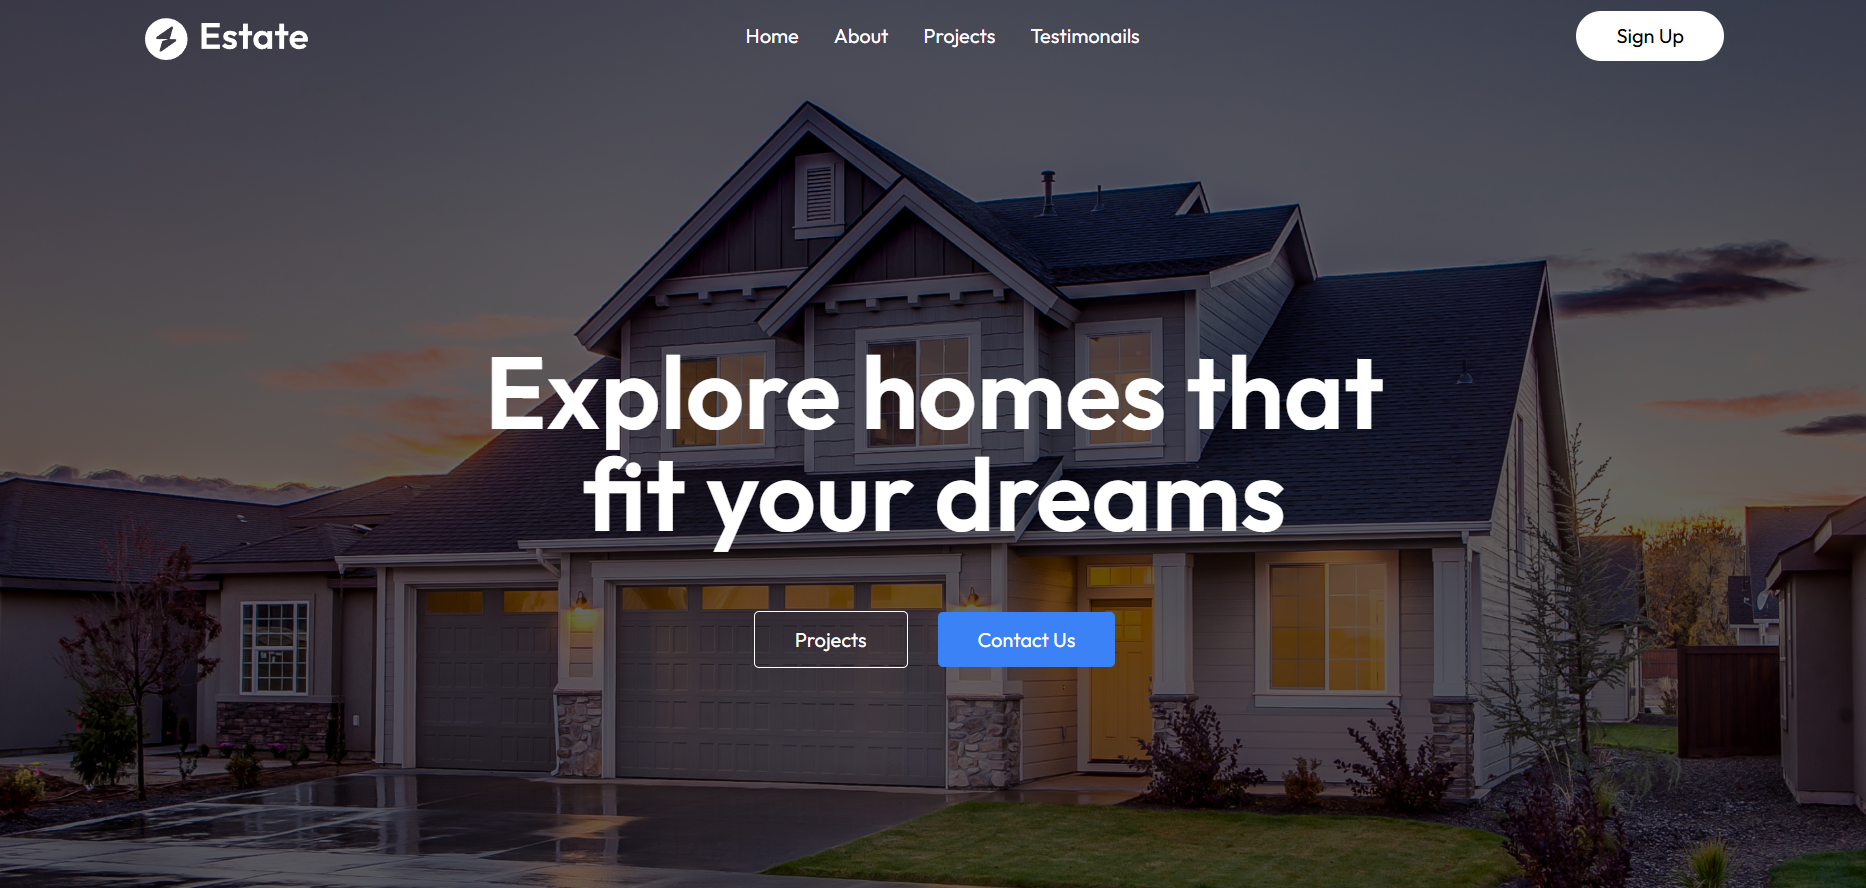 Estate
Home About Projects Testimonails
Sign Up
Explore homes that
fit your dreams
Projects
Contact Us